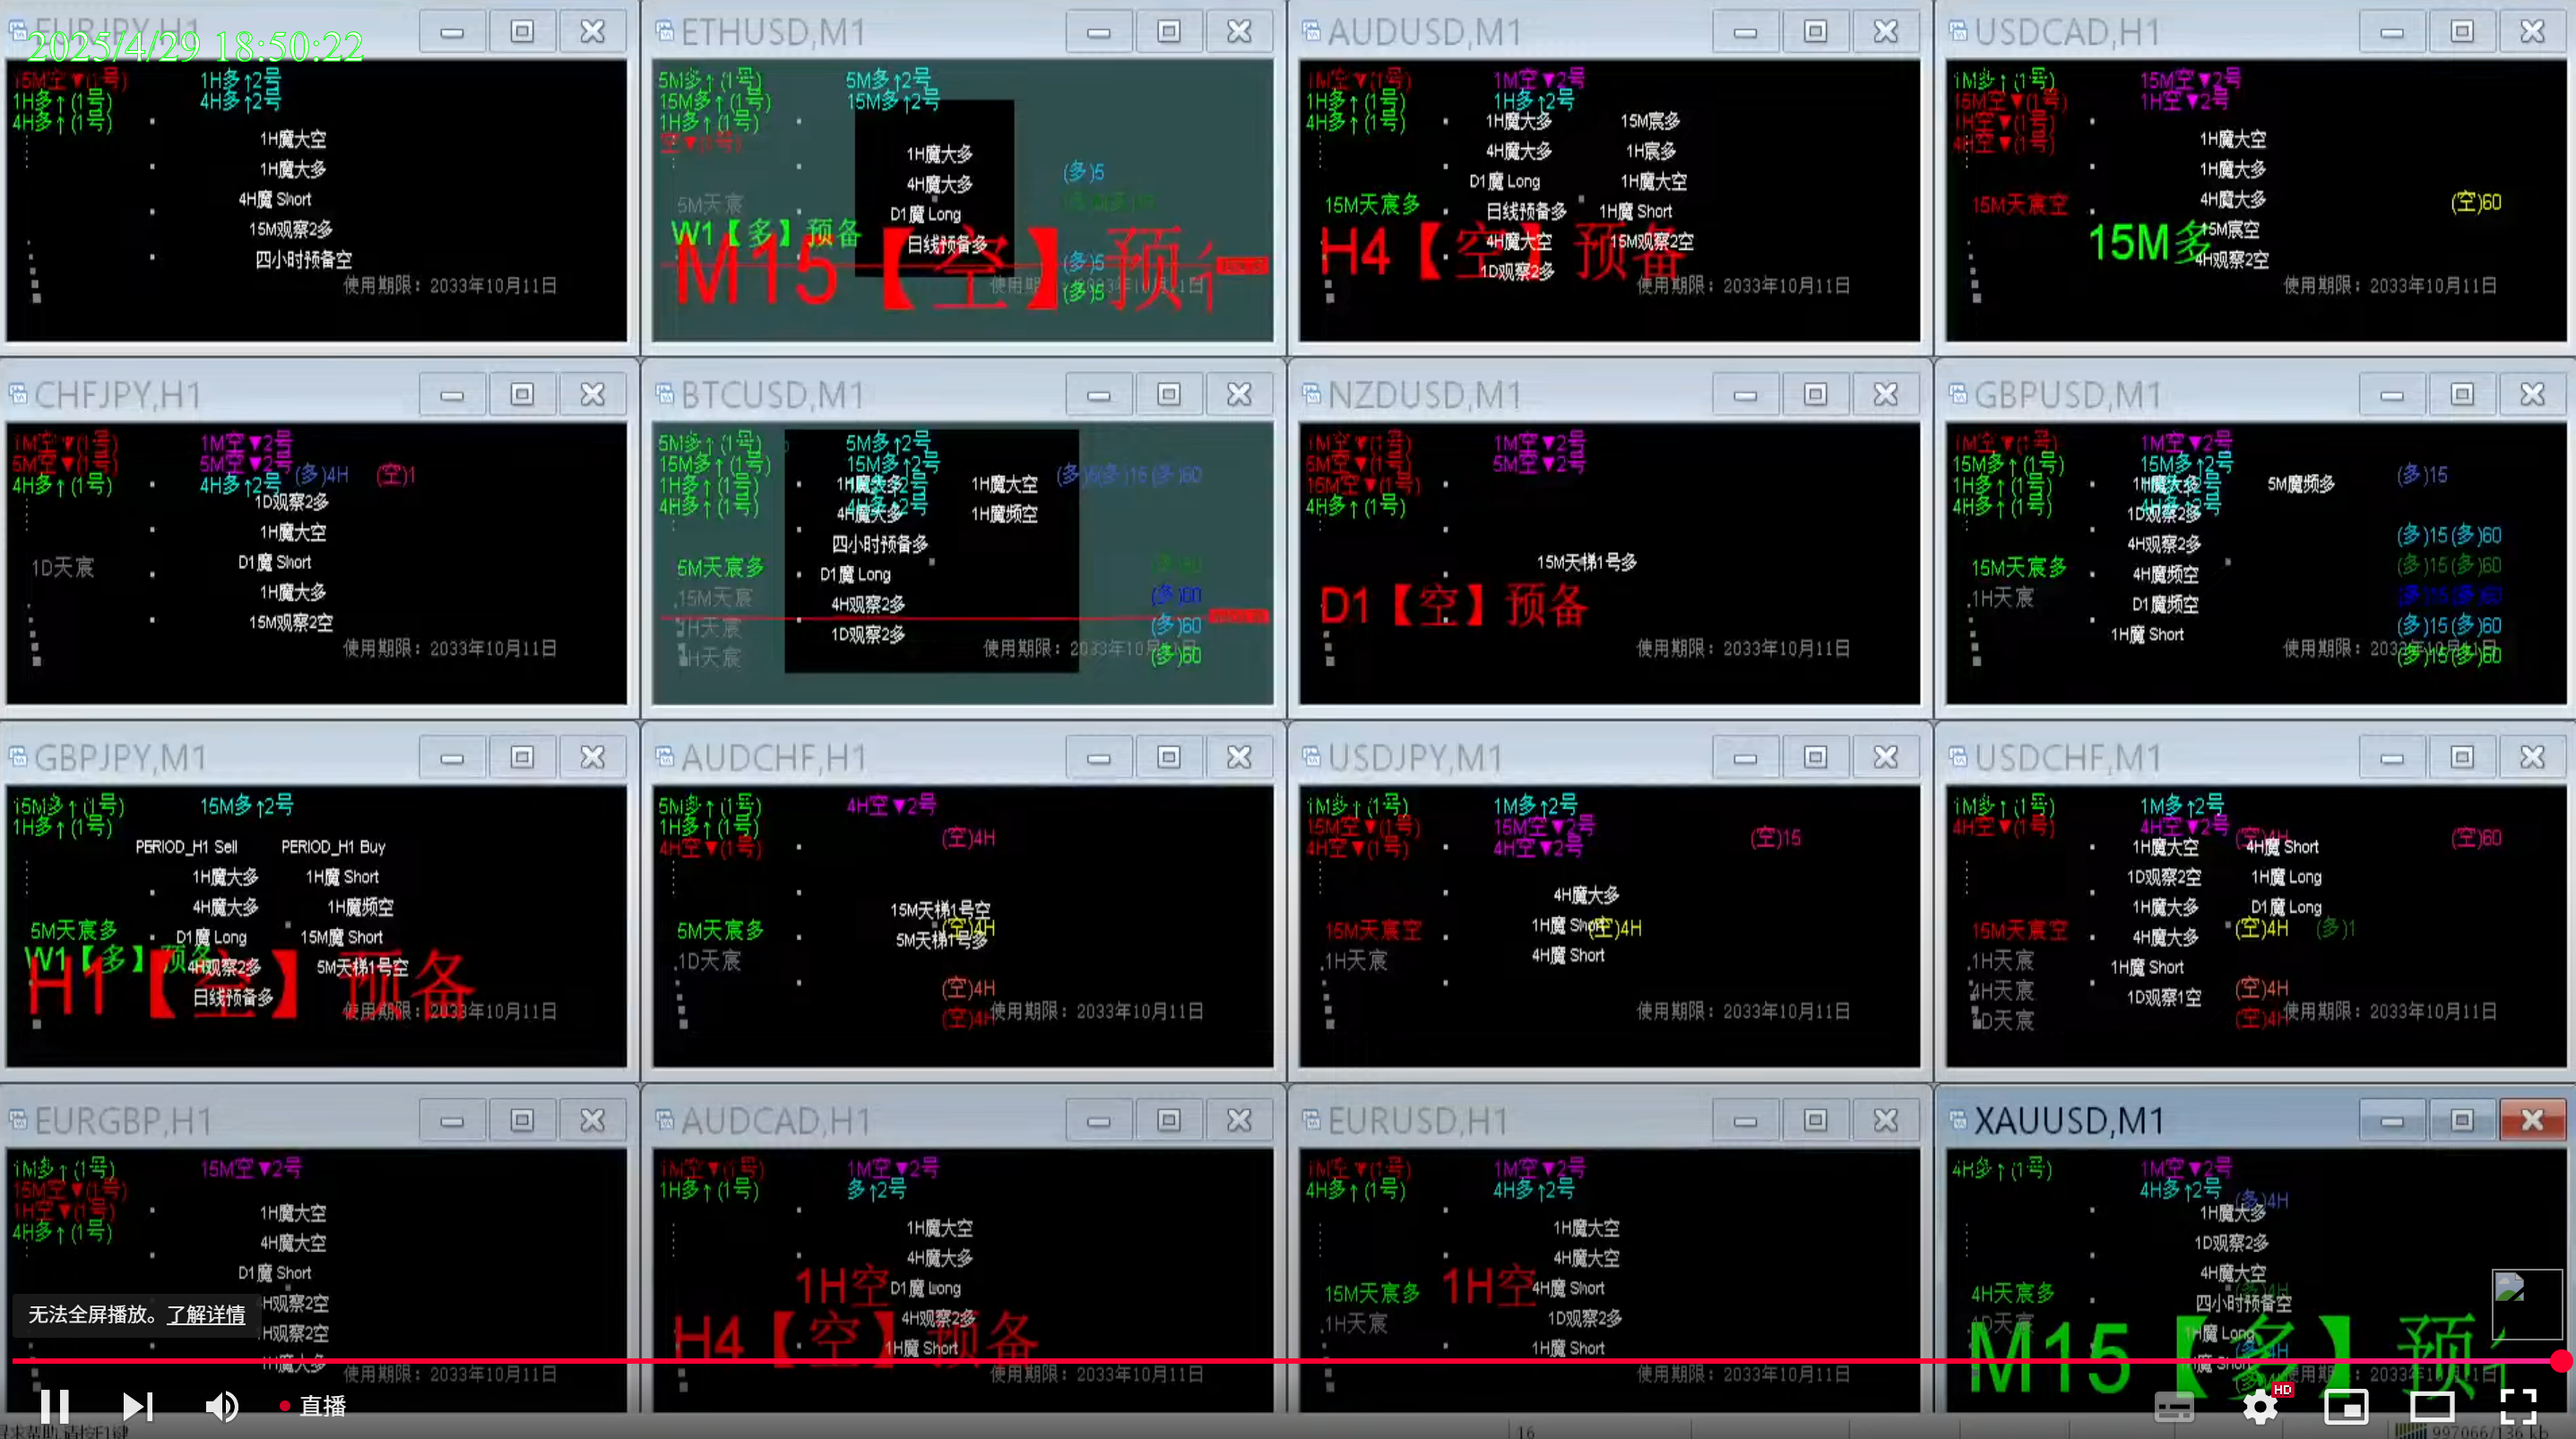 EURJPY,H1
2025/4/29 18:50:22
15M空▼(1号) 1H多↑2号
1H多↑(1号) 4H多↑2号
4H多↑(1号)
1H魔大空
1H魔大多
4H魔 Short
15M观察2多
四小时预备空
使用期限：2033年10月11日
ETHUSD,M1
5M多↑(1号) 5M多↑2号
15M多↑(1号) 15M多↑2号
1H多↑(1号)
空▼(1号)
1H魔大多
(多)5
4H魔大多
5M天宸
D1魔 Long
W1【多】预备
日线预备多
M15【空】预备
(多)5
(多)5
AUDUSD,M1
1M空▼(1号) 1M空▼2号
1H多↑(1号) 1H多↑2号
4H多↑(1号) 1H魔大多 15M宸多
4H魔大多 1H宸多
D1魔 Long 1H魔大空
15M天宸多 日线预备多 1H魔 Short
H4【空】预备
4H魔大空 15M观察2空
1D观察2多
使用期限：2033年10月11日
USDCAD,H1
1M多↑(1号) 15M空▼2号
15M空▼(1号) 1H空▼2号
1H空▼(1号)
4H空▼(1号) 1H魔大空
1H魔大多
4H魔大多
15M天宸空 (空)60
15M多
15M宸空
4H观察2空
使用期限：2033年10月11日
CHFJPY,H1
1M空▼(1号) 1M空▼2号
5M空▼(1号) 5M空▼2号
(多)4H (空)1
4H多↑(1号) 4H多↑2号
1D观察2多
1H魔大空
1D天宸 D1魔 Short
1H魔大多
15M观察2空
使用期限：2033年10月11日
BTCUSD,M1
5M多↑(1号) 5M多↑2号
15M多↑(1号) 15M多↑2号
1H多↑(1号) 1H魔大多 1H魔大空
4H多↑(1号) 4H魔大多 1H魔频空
四小时预备多
5M天宸多 D1魔 Long
15M天宸 4H观察2多 (多)60
1H天宸 1D观察2多 (多)60
H天宸 (多)60
使用期限：2033年10月11日
NZDUSD,M1
1M空▼(1号) 1M空▼2号
5M空▼(1号) 5M空▼2号
15M空▼(1号)
4H多↑(1号)
15M天梯1号多
D1【空】预备
使用期限：2033年10月11日
GBPUSD,M1
1M空▼(1号) 1M空▼2号
15M多↑(1号) 15M多↑2号
(多)15
1H多↑(1号) 1H魔大多 5M魔频多
4H多↑(1号) 1D观察2多
4H观察2多 (多)15(多)60
15M天宸多 4H魔频空 (多)15(多)60
1H天宸 D1魔频空 (多)15(多)60
1H魔 Short (多)15(多)60
(多)15(多)60
使用期限：2033年10月11日
GBPJPY,M1
15M多↑(1号) 15M多↑2号
1H多↑(1号)
PERIOD_H1 Sell PERIOD_H1 Buy
1H魔大多 1H魔 Short
4H魔大多 1H魔频空
5M天宸多 D1魔 Long 15M魔 Short
W1【多】预备
4H观察2多 5M天梯1号空
H1【空】预备
日线预备多
使用期限：2033年10月11日
AUDCHF,H1
5M多↑(1号) 4H空▼2号
1H多↑(1号)
(空)4H
4H空▼(1号)
15M天梯1号空
5M天宸多 (空)4H
5M天梯1号多
1D天宸
(空)4H
(空)4H
使用期限：2033年10月11日
USDJPY,M1
1M多↑(1号) 1M多↑2号
15M空▼(1号) 15M空▼2号
(空)15
4H空▼(1号) 4H空▼2号
4H魔大多
15M天宸空 1H魔 Short (空)4H
1H天宸 4H魔 Short
使用期限：2033年10月11日
USDCHF,M1
1M多↑(1号) 1M多↑2号
4H空▼(1号) 4H空▼2号
(空)4H (空)60
1H魔大空 4H魔 Short
1D观察2空 1H魔 Long
1H魔大多 D1魔 Long
15M天宸空 4H魔大多 (空)4H (多)1
1H天宸 1H魔 Short
4H天宸 1D观察1空 (空)4H
D天宸 (空)4H
使用期限：2033年10月11日
EURGBP,H1
1M多↑(1号) 15M空▼2号
15M空▼(1号)
1H空▼(1号) 1H魔大空
4H多↑(1号) 4H魔大空
D1魔 Short
4H观察2空
1H观察2空
1H魔大多
使用期限：2033年10月11日
AUDCAD,H1
1M空▼(1号) 1M空▼2号
1H多↑(1号) 多↑2号
1H魔大空
4H魔大多
1H空
D1魔 Long
4H观察2多
H4【空】预备
1H魔 Short
使用期限：2033年10月11日
EURUSD,H1
1M空▼(1号) 1M空▼2号
4H多↑(1号) 4H多↑2号
1H魔大空
4H魔大空
15M天宸多 1H空 4H魔 Short
1H天宸 1D观察2多
1H魔 Short
使用期限：2033年10月11日
XAUUSD,M1
4H多↑(1号) 1M空▼2号
4H多↑2号
(多)4H
1H魔大多
1D观察2多
4H魔大空
4H天宸多 四小时预备空
1H魔 Long
M15【多】预备
无法全屏播放。了解详情
直播
HD
16
997066/136 kb